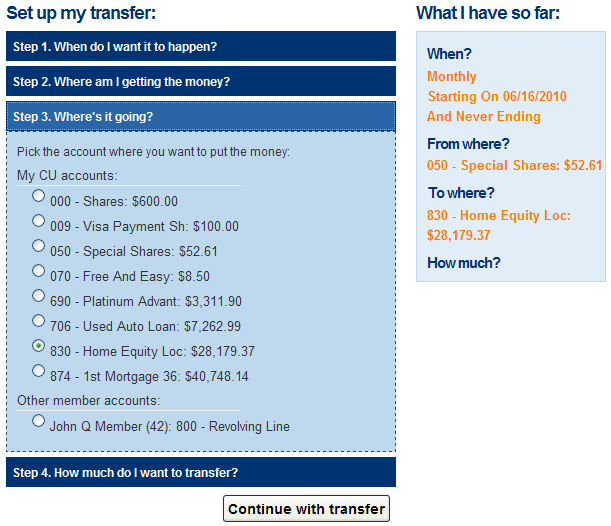 Set up my transfer:
Step 1. When do I want it to happen?
Step 2. Where am I getting the money?
Step 3. Where's it going?
Pick the account where you want to put the money:
My CU accounts:
000 - Shares: $600.00
009 - Visa Payment Sh: $100.00
050 - Special Shares: $52.61
070 - Free And Easy: $8.50
690 - Platinum Advant: $3,311.90
706 - Used Auto Loan: $7,262.99
830 - Home Equity Loc: $28,179.37
874 - 1st Mortgage 36: $40,748.14
Other member accounts:
John Q Member (42): 800 - Revolving Line
Step 4. How much do I want to transfer?
Continue with transfer
What I have so far:
When?
Monthly
Starting On 06/16/2010
And Never Ending
From where?
050 - Special Shares: $52.61
To where?
830 - Home Equity Loc:
$28,179.37
How much?